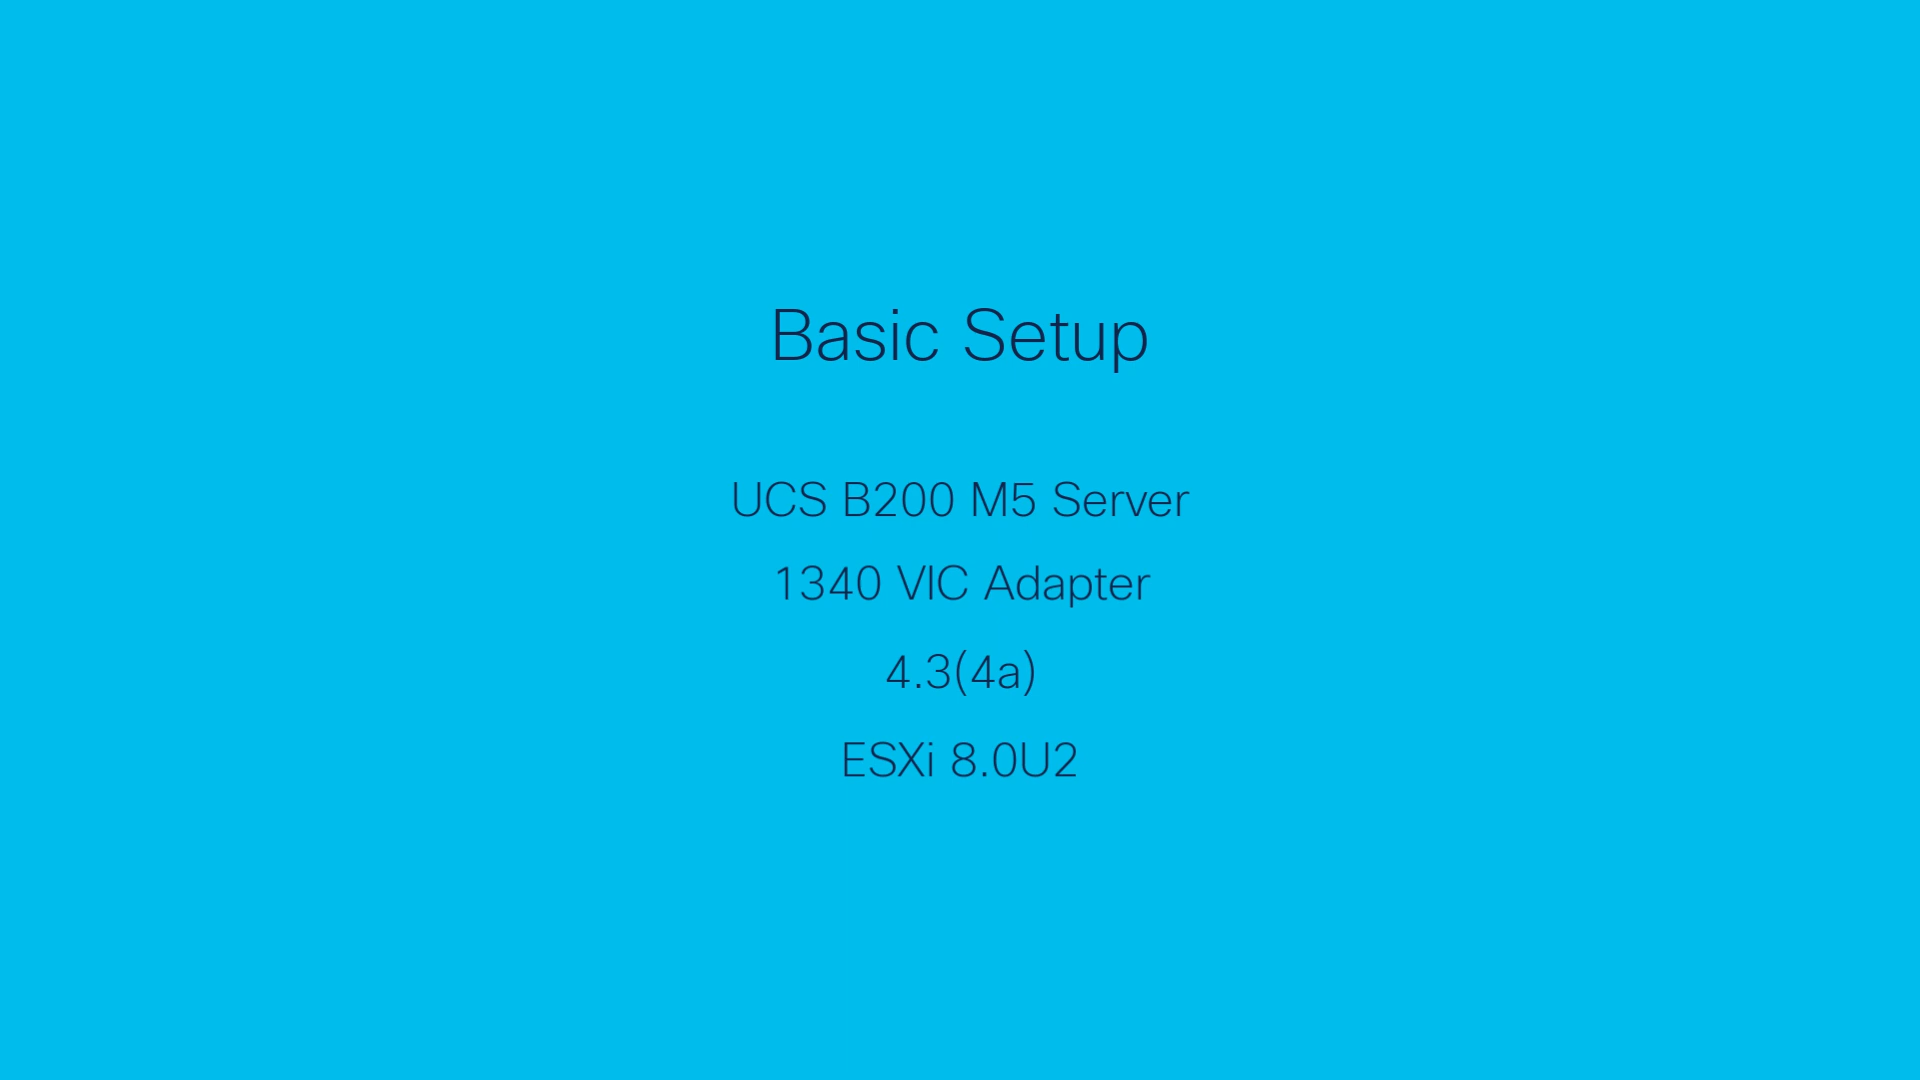 Basic Setup
UCS B200 M5 Server
1340 VIC Adapter
4.3(4a)
ESXi 8.0U2